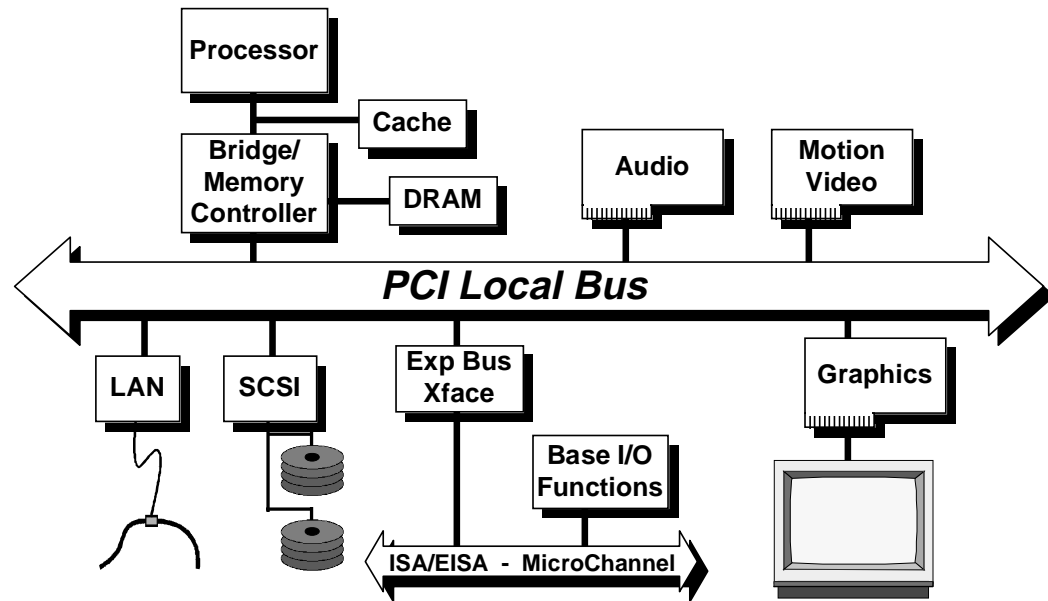 Processor
Cache
Bridge/
Memory
Controller
DRAM
Audio
Motion
Video
PCI Local Bus
LAN
SCSI
Exp Bus
Xface
Graphics
Base I/O
Functions
ISA/EISA - MicroChannel